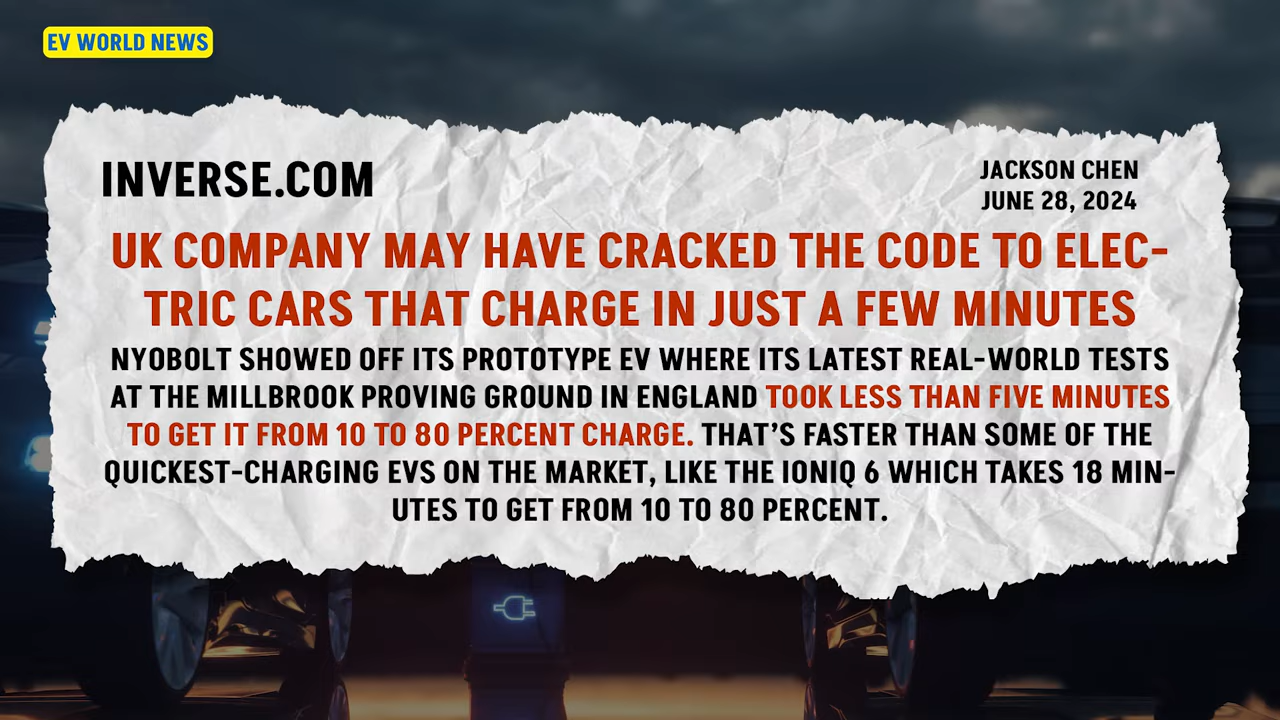 EV WORLD NEWS
INVERSE.COM
JACKSON CHEN
JUNE 28, 2024
UK COMPANY MAY HAVE CRACKED THE CODE TO ELEC-
TRIC CARS THAT CHARGE IN JUST A FEW MINUTES
NYOBOLT SHOWED OFF ITS PROTOTYPE EV WHERE ITS LATEST REAL-WORLD TESTS
AT THE MILLBROOK PROVING GROUND IN ENGLAND TOOK LESS THAN FIVE MINUTES
TO GET IT FROM 10 TO 80 PERCENT CHARGE. THAT'S FASTER THAN SOME OF THE
QUICKEST-CHARGING EVS ON THE MARKET, LIKE THE IONIQ 6 WHICH TAKES 18 MIN-
UTES TO GET FROM 10 TO 80 PERCENT.